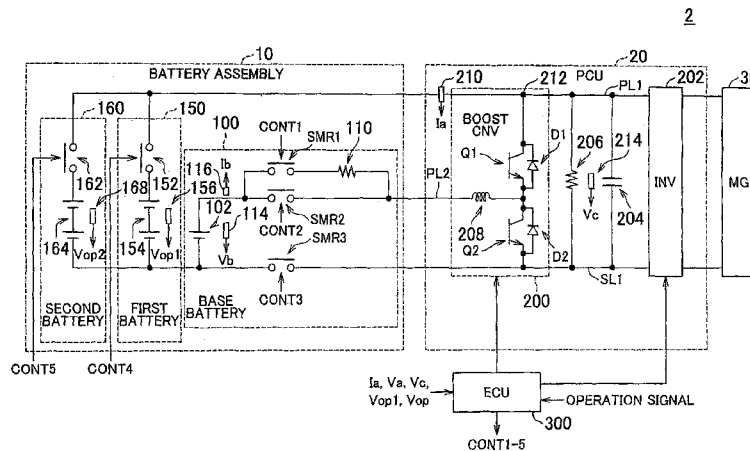 2
10
BATTERY ASSEMBLY
20
PCU
202
3
210
212
PL1
160
150
100
Ia
BOOST
CNV
D1
206
214
INV
MG
CONT1
SMR1
110
116
Ib
Q1
PL2
162
168
152
156
102
114
SMR2
CONT2
SMR3
208
Vc
204
164
Vop2
154
Vop1
Vb
Q2
D2
SL1
SECOND
BATTERY
FIRST
BATTERY
BASE
BATTERY
CONT3
200
CONT5
CONT4
Ia, Va, Vc,
Vop1, Vop
ECU
OPERATION SIGNAL
300
CONT1-5